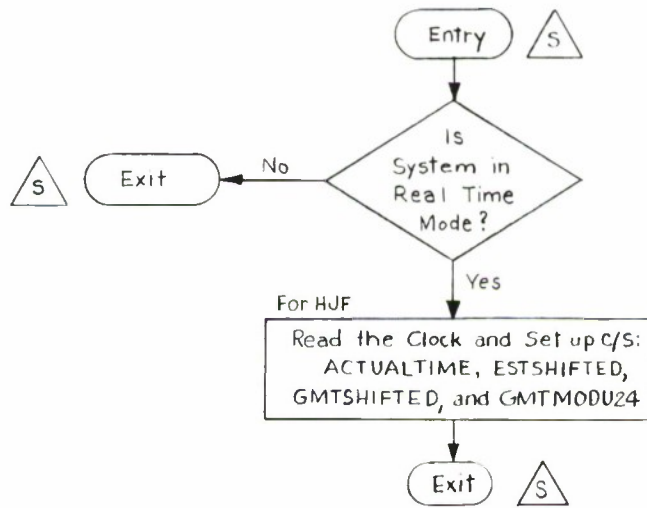 Entry
S
Is
System in
Real Time
Mode?
No
Exit
S
Yes
For HJF
Read the Clock and Set up C/S:
ACTUALTIME, ESTSHIFTED,
GMTSHIFTED, and GMTMODU24
Exit
S